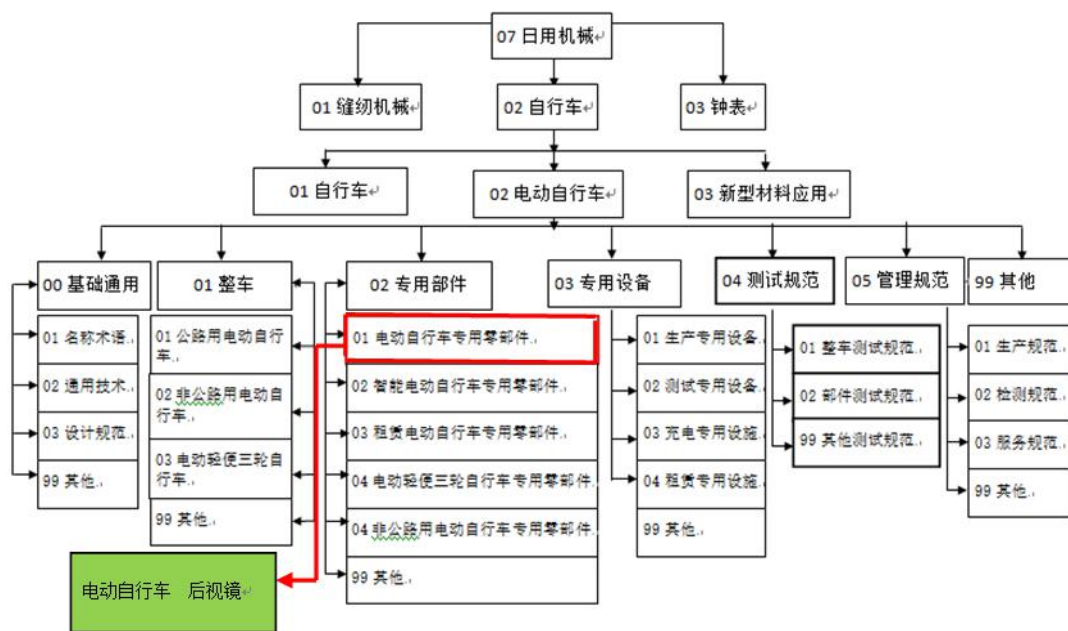 07 日用机械
01 缝纫机械
02 自行车
03 钟表
01 自行车
02 电动自行车
03 新型材料应用
00 基础通用
01 整车
02 专用部件
03 专用设备
04 测试规范
05 管理规范
99 其他
01 名称术语
02 通用技术
03 设计规范
99 其他
01 公路用电动自行
车
02 非公路用电动自
行车
03 电动轻便三轮自
行车
99 其他
01 电动自行车专用零部件
02 智能电动自行车专用零部件
03 租赁电动自行车专用零部件
04 电动轻便三轮自行车专用零部件
04 非公路用电动自行车专用零部件
99 其他
01 生产专用设备
02 测试专用设备
03 充电专用设施
04 租赁专用设施
99 其他
01 整车测试规范
02 部件测试规范
99 其他测试规范
01 生产规范
02 检测规范
03 服务规范
99 其他
电动自行车 后视镜